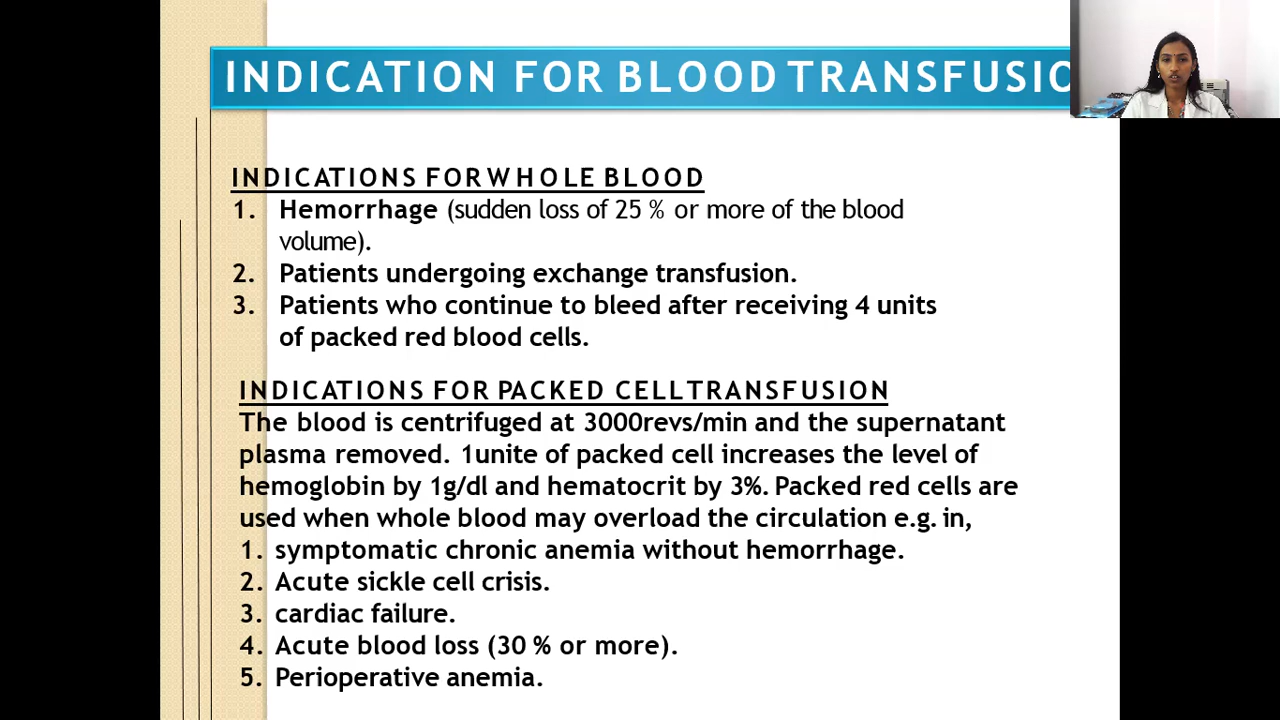 INDICATION FOR BLOOD TRANSFUSIO
INDICATIONS FOR WHOLE BLOOD
1. Hemorrhage (sudden loss of 25 % or more of the blood
volume).
2. Patients undergoing exchange transfusion.
3. Patients who continue to bleed after receiving 4 units
of packed red blood cells.
INDICATIONS FOR PACKED CELL TRANSFUSION
The blood is centrifuged at 3000revs/min and the supernatant
plasma removed. 1unite of packed cell increases the level of
hemoglobin by 1g/dl and hematocrit by 3%. Packed red cells are
used when whole blood may overload the circulation e.g. in,
1. symptomatic chronic anemia without hemorrhage.
2. Acute sickle cell crisis.
3. cardiac failure.
4. Acute blood loss (30 % or more).
5. Perioperative anemia.